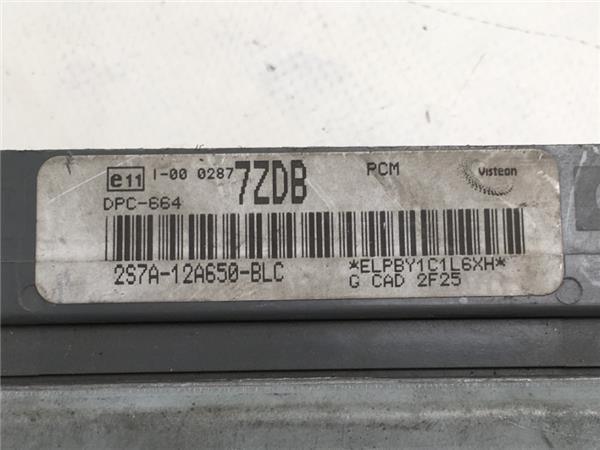 e11 I-00 0287 7ZDB PCM Visteon
DPC-664
2S7A-12A650-BLC *ELPBY1C1L6XH*
G CAD 2F25